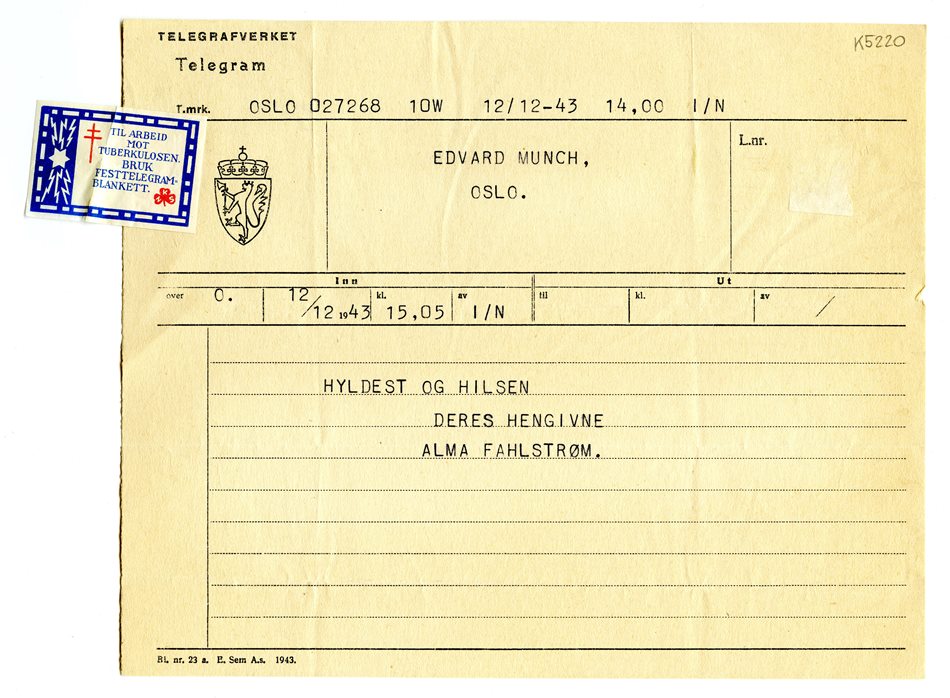 TELEGRAFVERKET
K5220
Telegram
T.mrk. OSLO 027268 10W 12/12-43 14,00 I/N
TIL ARBEID
MOT
TUBERKULOSEN.
BRUK
FESTTELEGRAM-
BLANKETT.
EDVARD MUNCH,
OSLO.
L.nr.
Inn Ut
over 0. 12/12 1943 kl. 15,05 av I/N til kl. av /
HYLDEST OG HILSEN
DERES HENGIVNE
ALMA FAHLSTRØM.
Bl. nr. 23 a. E. Sem A.s. 1943.